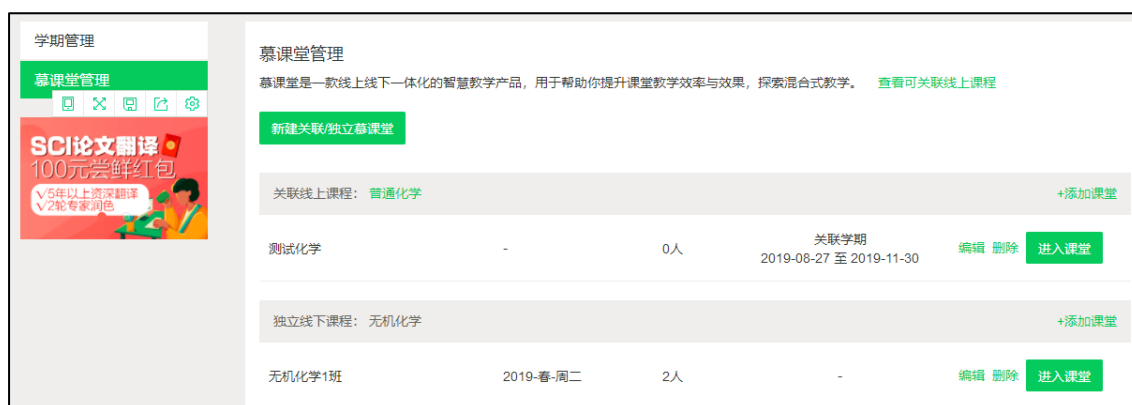 学期管理
慕课堂管理
SCI论文翻译
100元尝鲜红包
√5年以上资深翻译
√2轮专家润色
慕课堂管理
慕课堂是一款线上线下一体化的智慧教学产品，用于帮助你提升课堂教学效率与效果，探索混合式教学。 查看可关联线上课程
新建关联/独立慕课堂
关联线上课程： 普通化学 +添加课堂
测试化学 - 0人 关联学期 编辑 删除 进入课堂
2019-08-27 至 2019-11-30
独立线下课程： 无机化学 +添加课堂
无机化学1班 2019-春-周二 2人 - 编辑 删除 进入课堂